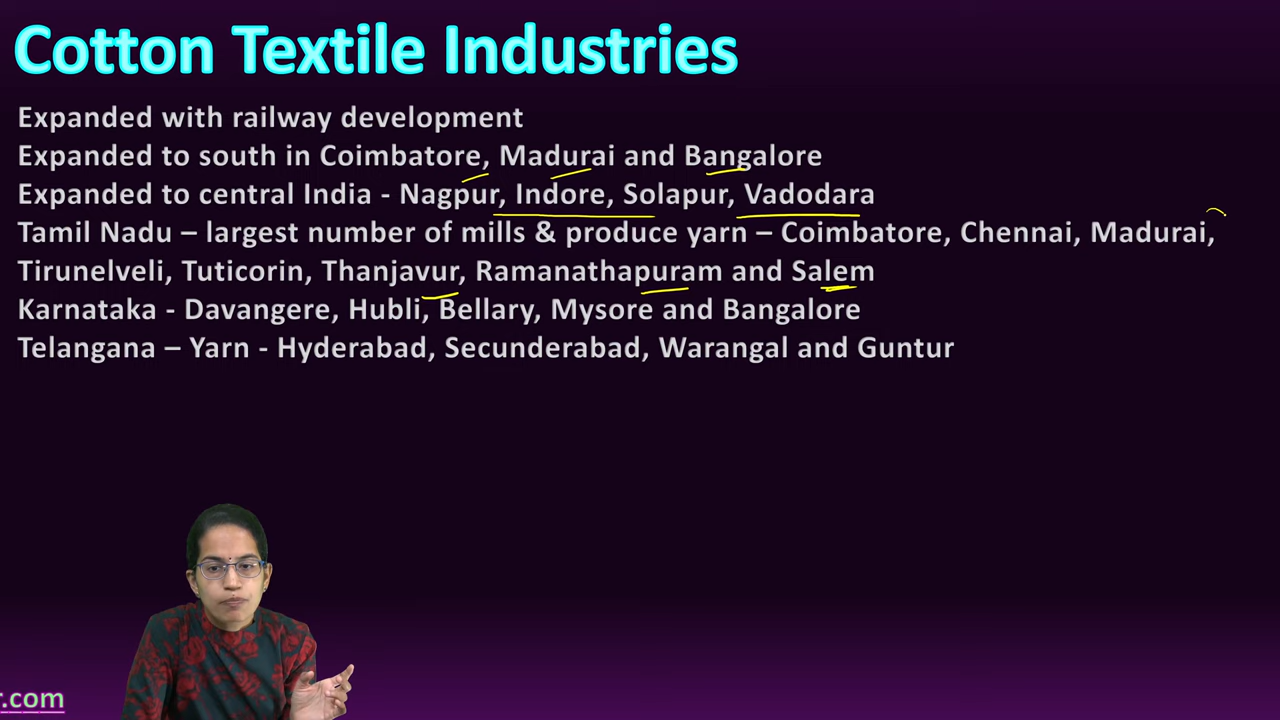 Cotton Textile Industries
Expanded with railway development
Expanded to south in Coimbatore, Madurai and Bangalore
Expanded to central India - Nagpur, Indore, Solapur, Vadodara
Tamil Nadu – largest number of mills & produce yarn – Coimbatore, Chennai, Madurai,
Tirunelveli, Tuticorin, Thanjavur, Ramanathapuram and Salem
Karnataka - Davangere, Hubli, Bellary, Mysore and Bangalore
Telangana – Yarn - Hyderabad, Secunderabad, Warangal and Guntur
r.com